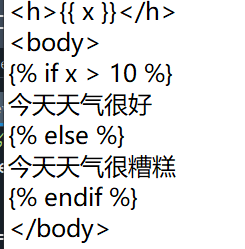 <h>{{ x }}</h>
<body>
{% if x > 10 %}
今天天气很好
{% else %}
今天天气很糟糕
{% endif %}
</body>